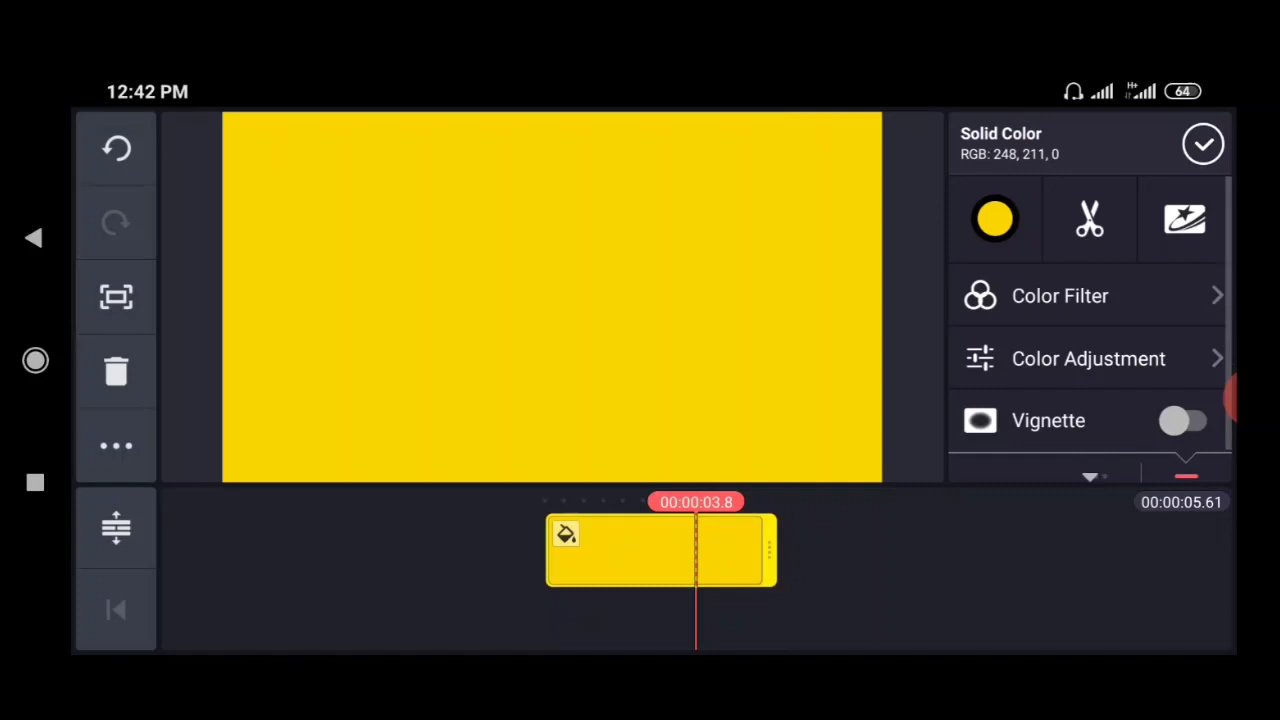 12:42 PM
H+
64
Solid Color
RGB: 248, 211, 0
Color Filter
Color Adjustment
Vignette
00:00:03.8
00:00:05.61